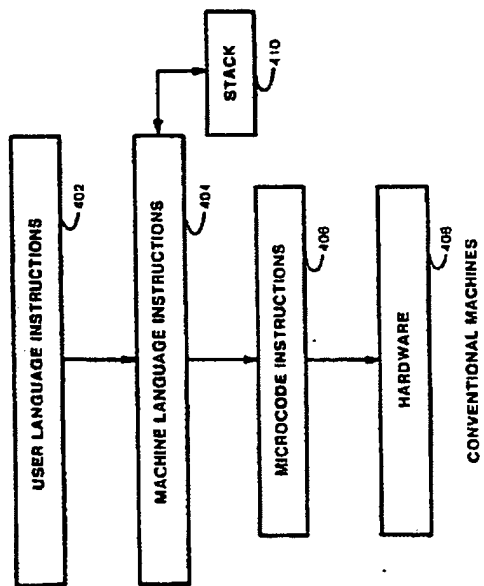 USER LANGUAGE INSTRUCTIONS
402
MACHINE LANGUAGE INSTRUCTIONS
404
STACK
410
MICROCODE INSTRUCTIONS
406
HARDWARE
408
CONVENTIONAL MACHINES